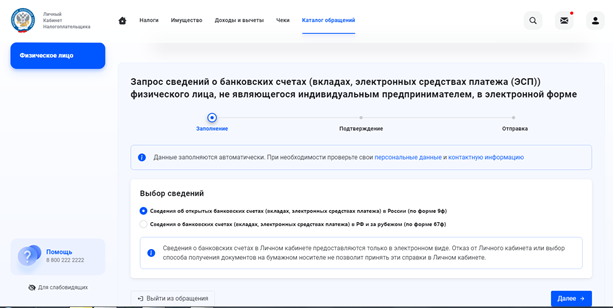 Личный
Кабинет
Налогоплательщика
Налоги
Имущество
Доходы и вычеты
Чеки
Каталог обращений
Физическое лицо
Запрос сведений о банковских счетах (вкладах, электронных средствах платежа (ЭСП))
физического лица, не являющегося индивидуальным предпринимателем, в электронной форме
Заполнение
Подтверждение
Отправка
Данные заполняются автоматически. При необходимости проверьте свои персональные данные и контактную информацию
Выбор сведений
Сведения об открытых банковских счетах (вкладах, электронных средствах платежа) в России (по форме 9ф)
Сведения о банковских счетах (вкладах, электронных средствах платежа) в РФ и за рубежом (по форме 67ф)
Сведения о банковских счетах в Личном кабинете предоставляются только в электронном виде. Отказ от Личного кабинета или выбор
способа получения документов на бумажном носителе не позволит принять эти справки в Личном кабинете.
Помощь
8 800 222 2222
Для слабовидящих
Выйти из обращения
Далее